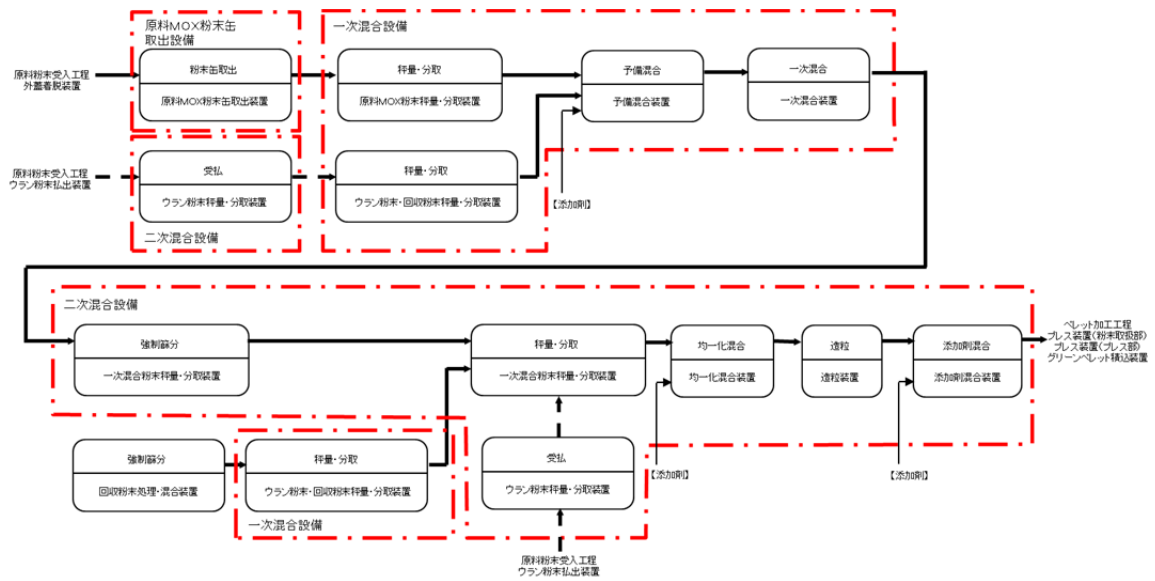 原料MOX粉末缶
取出設備
一次混合設備
原料粉末受入工程
外蓋着脱装置
粉末缶取出
原料MOX粉末缶取出装置
秤量・分取
原料MOX粉末秤量・分取装置
予備混合
予備混合装置
一次混合
一次混合装置
原料粉末受入工程
ウラン粉末払出装置
受払
ウラン粉末秤量・分取装置
秤量・分取
ウラン粉末・回収粉末秤量・分取装置
【添加剤】
二次混合設備
二次混合設備
強制篩分
一次混合粉末秤量・分取装置
秤量・分取
一次混合粉末秤量・分取装置
均一化混合
均一化混合装置
造粒
造粒装置
添加剤混合
添加剤混合装置
ペレット加工工程
プレス装置(粉末取扱部)
プレス装置(プレス部)
グリーンペレット積込装置
強制篩分
回収粉末処理・混合装置
秤量・分取
ウラン粉末・回収粉末秤量・分取装置
受払
ウラン粉末秤量・分取装置
【添加剤】
【添加剤】
一次混合設備
原料粉末受入工程
ウラン粉末払出装置